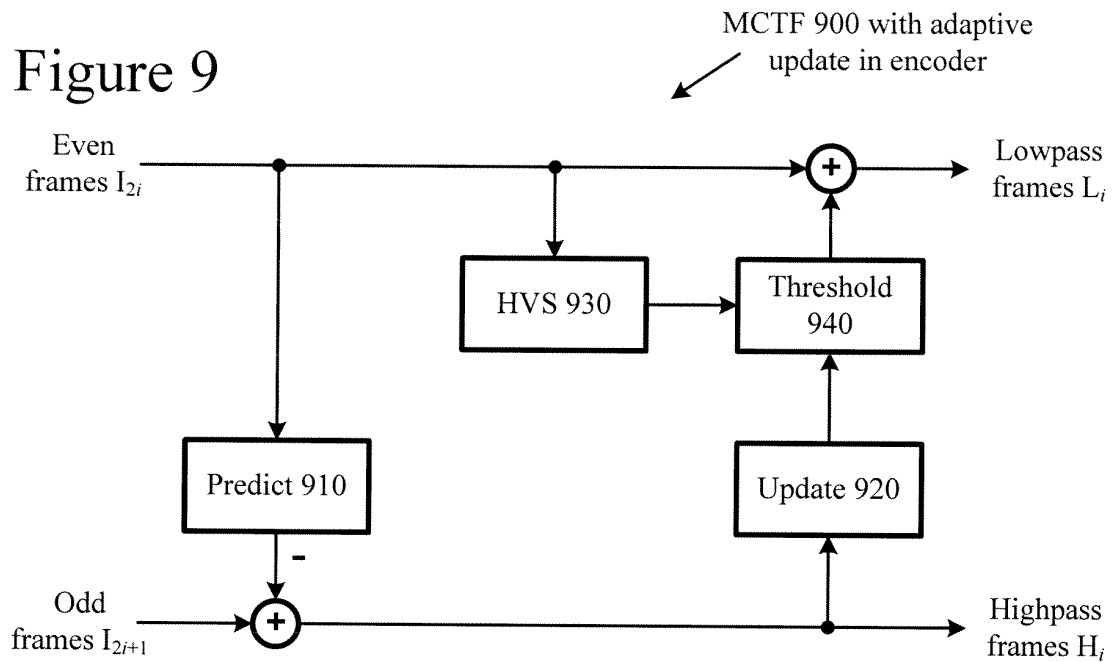 MCTF 900 with adaptive
update in encoder
Figure 9
Even
frames I2i
+
Lowpass
frames Li
HVS 930
Threshold
940
Predict 910
Update 920
-
Odd
frames I2i+1
+
Highpass
frames Hi